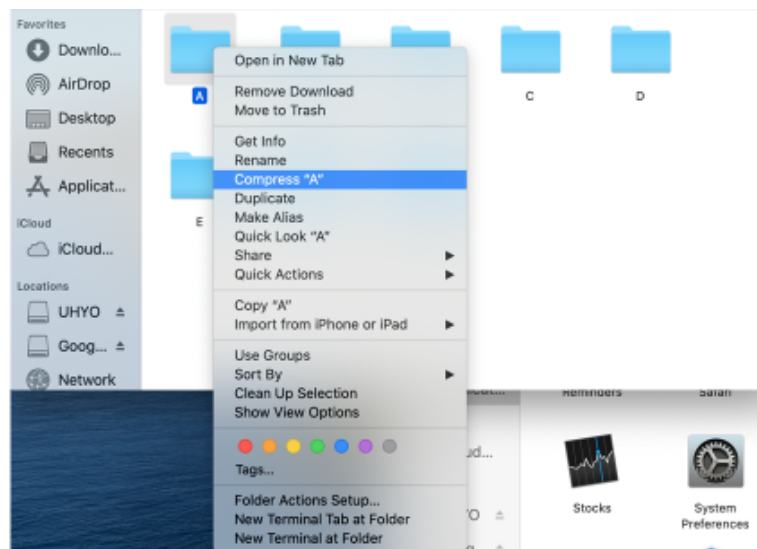 Favorites
Downlo...
AirDrop
Desktop
Recents
Applicat...
iCloud
iCloud...
Locations
UHYO
Goog...
Network
A
C
D
E
Open in New Tab
Remove Download
Move to Trash
Get Info
Rename
Compress “A”
Duplicate
Make Alias
Quick Look “A”
Share
Quick Actions
Copy “A”
Import from iPhone or iPad
Use Groups
Sort By
Clean Up Selection
Show View Options
Tags...
Folder Actions Setup...
New Terminal Tab at Folder
New Terminal at Folder
Reminders
Safari
Stocks
System
Preferences